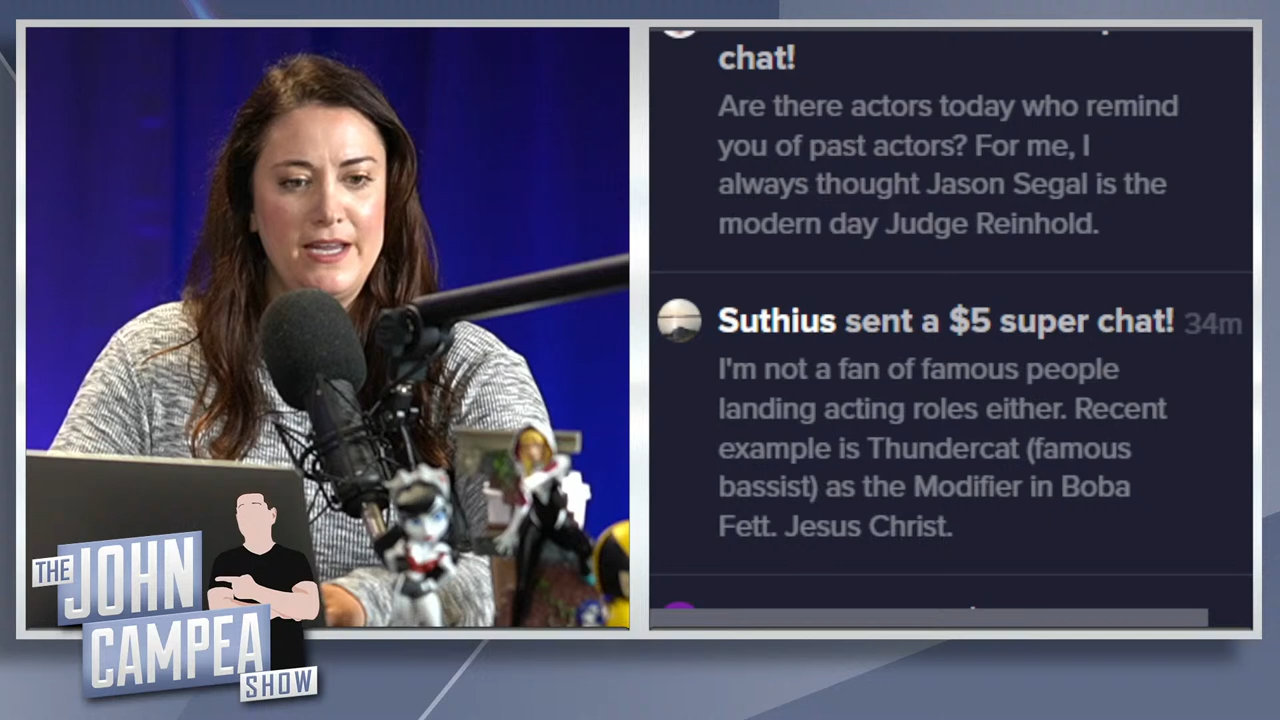 chat!
Are there actors today who remind
you of past actors? For me, I
always thought Jason Segal is the
modern day Judge Reinhold.
Suthius sent a $5 super chat! 34m
I'm not a fan of famous people
landing acting roles either. Recent
example is Thundercat (famous
bassist) as the Modifier in Boba
Fett. Jesus Christ.
THE
JOHN
CAMPEA
SHOW